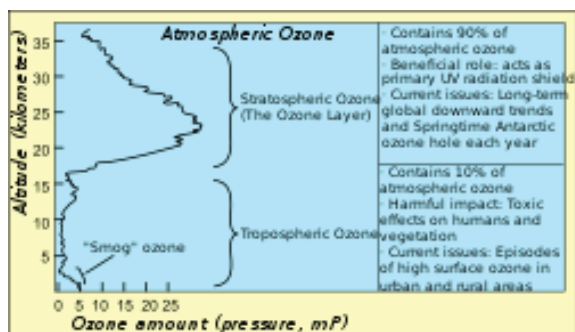 Atmospheric Ozone
Altitude (kilometers)
35
30
25
20
15
10
5
Stratospheric Ozone
(The Ozone Layer)
Tropospheric Ozone
"Smog" ozone
· Contains 90% of
atmospheric ozone
· Beneficial role: acts as
primary UV radiation shield
· Current issues: Long-term
global downward trends
and Springtime Antarctic
ozone hole each year
· Contains 10% of
atmospheric ozone
· Harmful impact: Toxic
effects on humans and
vegetation
· Current issues: Episodes
of high surface ozone in
urban and rural areas
0 5 10 15 20 25
Ozone amount (pressure, mP)